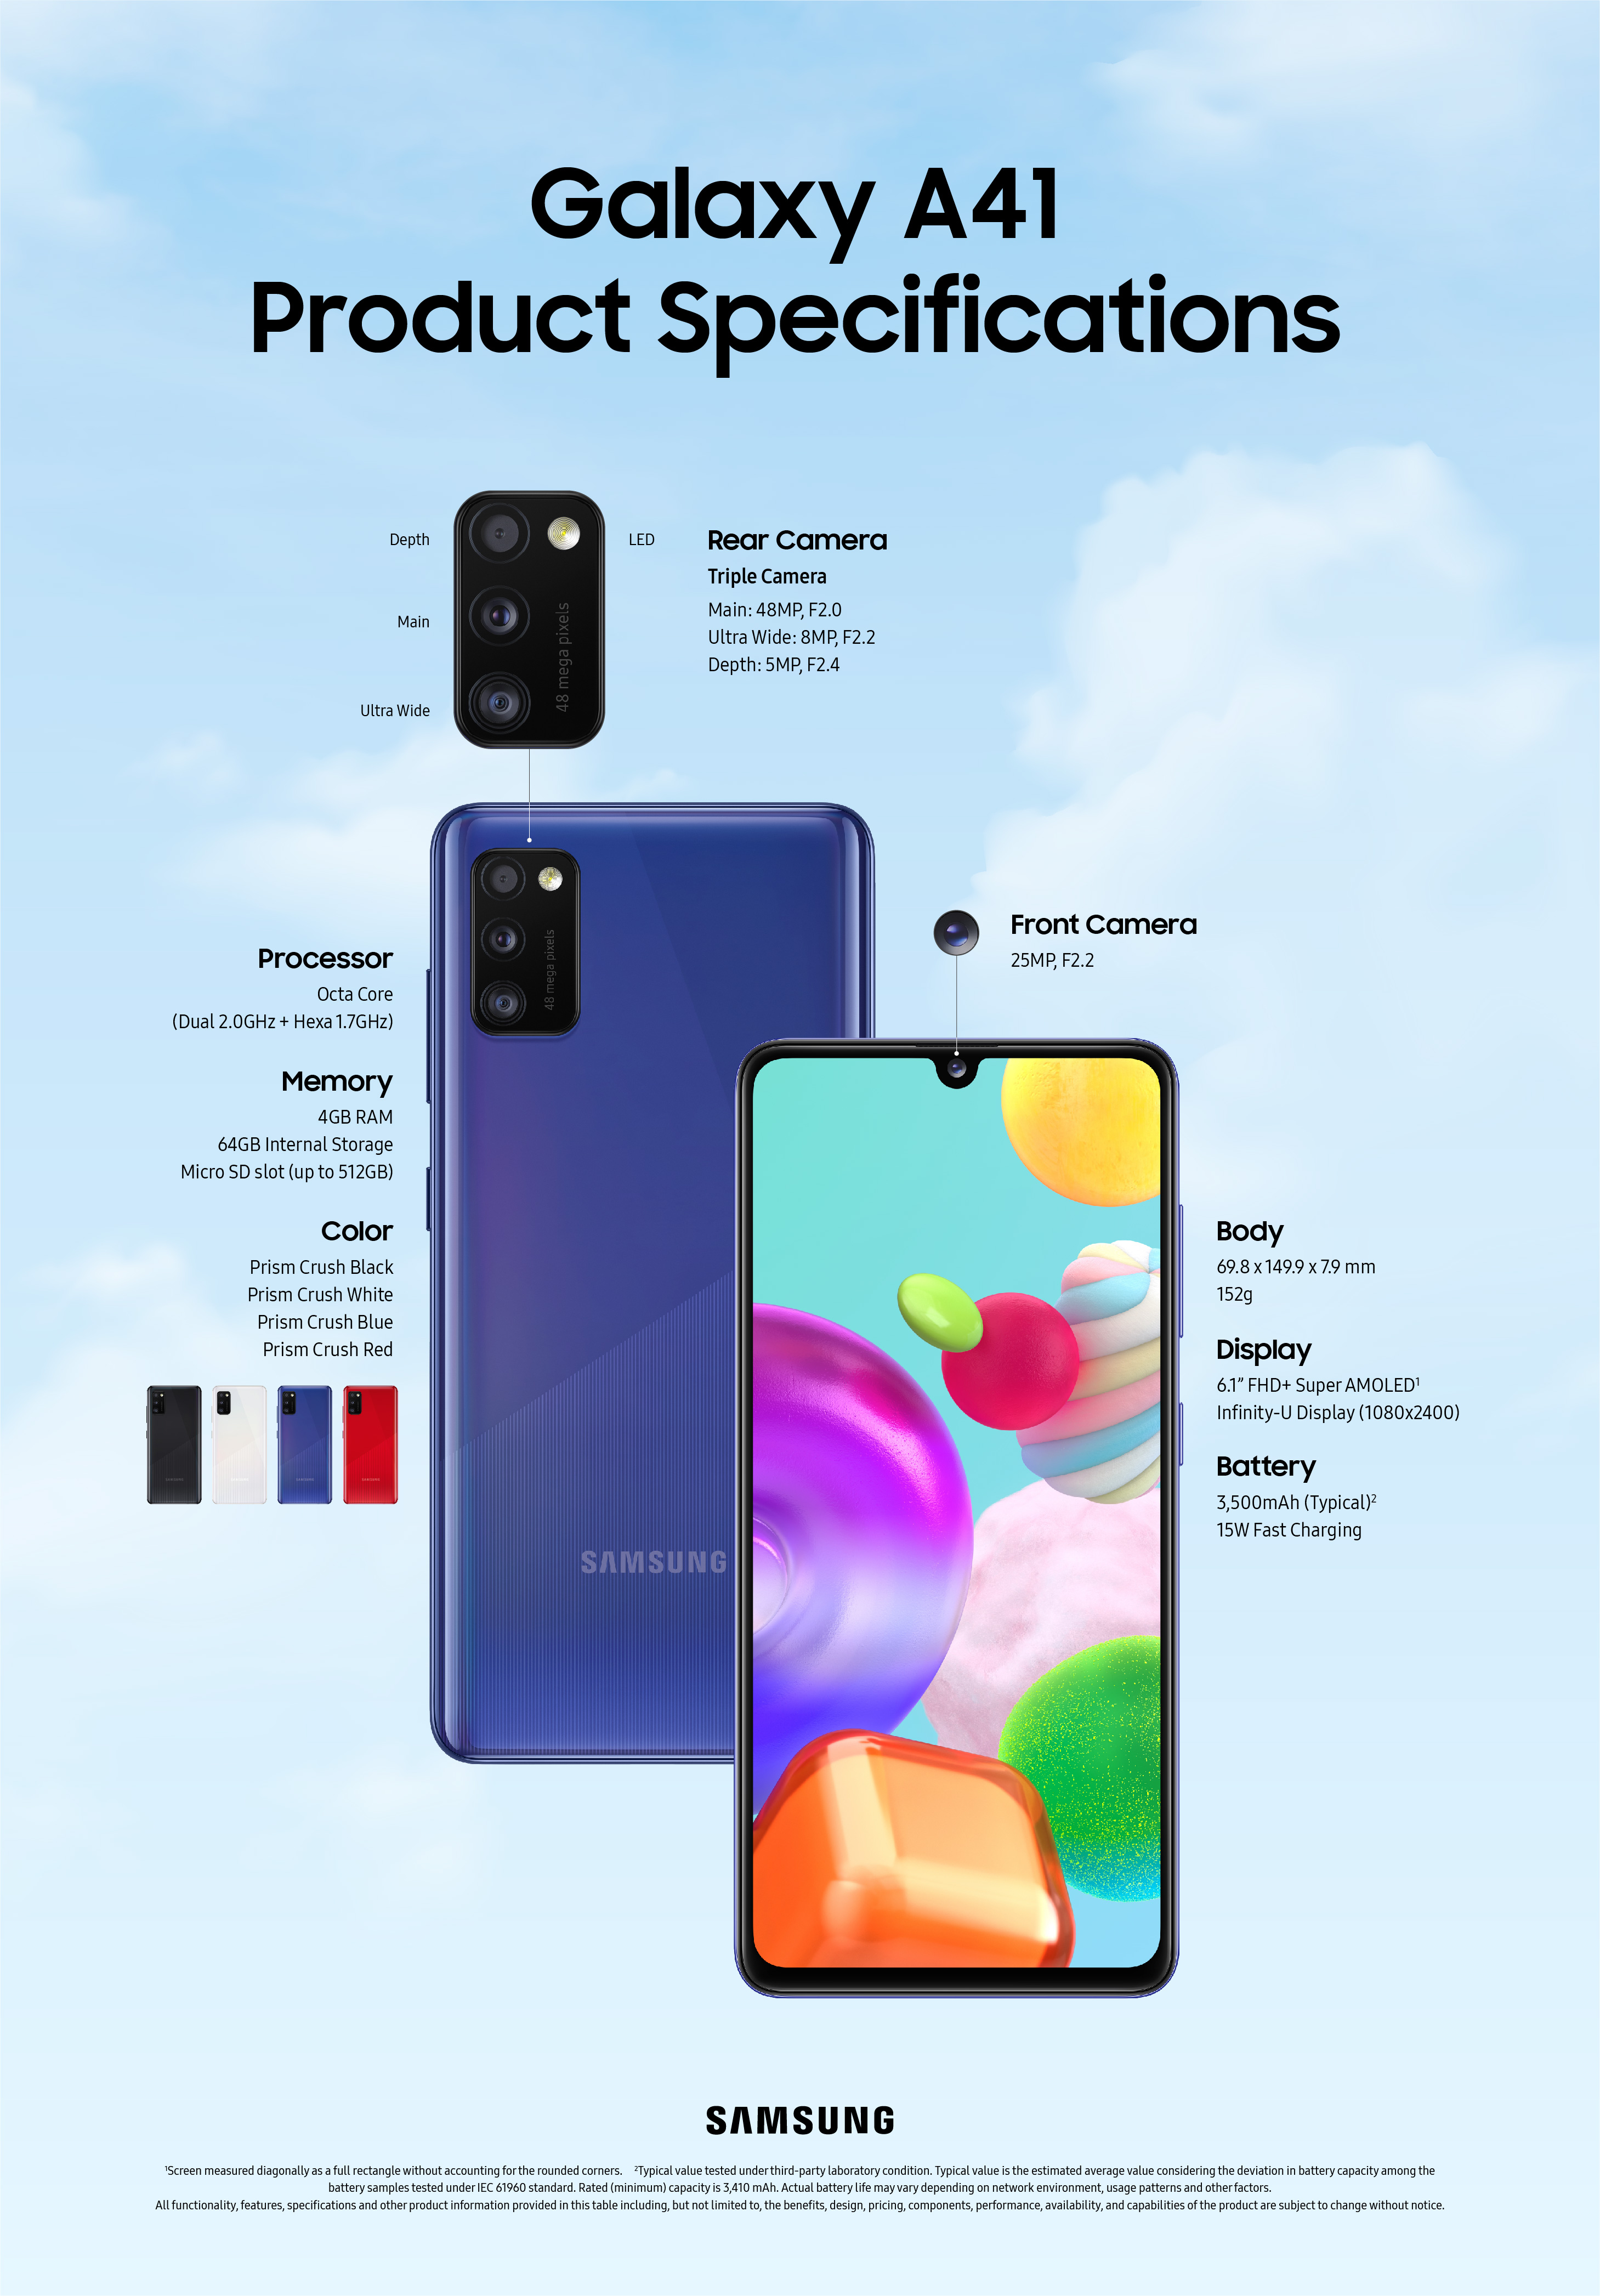 Galaxy A41
Product Specifications
Depth
LED
Main
Ultra Wide
48 mega pixels
Rear Camera
Triple Camera
Main: 48MP, F2.0
Ultra Wide: 8MP, F2.2
Depth: 5MP, F2.4
48 mega pixels
Front Camera
25MP, F2.2
Processor
Octa Core
(Dual 2.0GHz + Hexa 1.7GHz)
Memory
4GB RAM
64GB Internal Storage
Micro SD slot (up to 512GB)
Color
Prism Crush Black
Prism Crush White
Prism Crush Blue
Prism Crush Red
SAMSUNG
SAMSUNG
SAMSUNG
SAMSUNG
SAMSUNG
Body
69.8 x 149.9 x 7.9 mm
152g
Display
6.1” FHD+ Super AMOLED¹
Infinity-U Display (1080x2400)
Battery
3,500mAh (Typical)²
15W Fast Charging
SAMSUNG
¹Screen measured diagonally as a full rectangle without accounting for the rounded corners. ²Typical value tested under third-party laboratory condition. Typical value is the estimated average value considering the deviation in battery capacity among the
battery samples tested under IEC 61960 standard. Rated (minimum) capacity is 3,410 mAh. Actual battery life may vary depending on network environment, usage patterns and other factors.
All functionality, features, specifications and other product information provided in this table including, but not limited to, the benefits, design, pricing, components, performance, availability, and capabilities of the product are subject to change without notice.